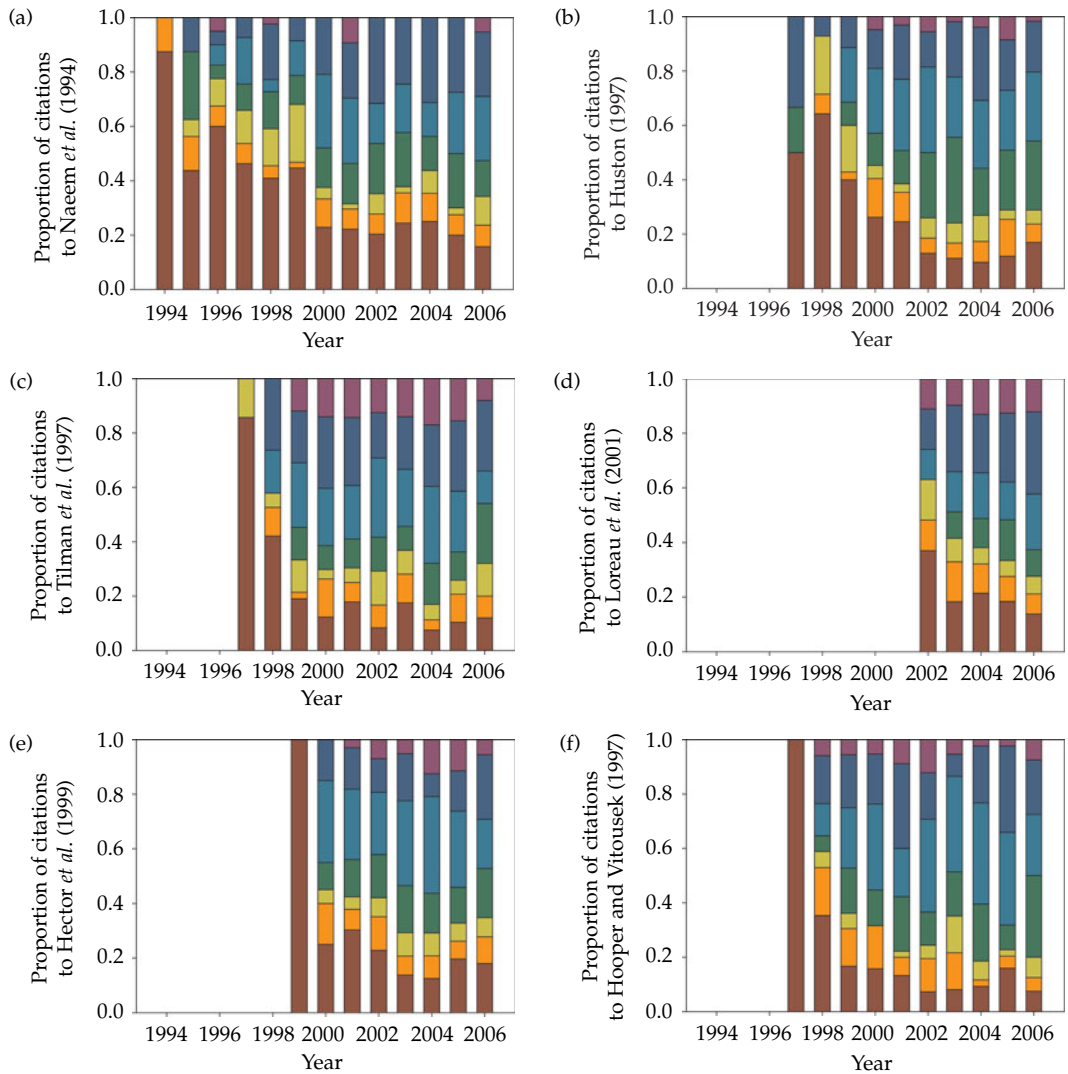 (a)
Proportion of citations
to Naeem et al. (1994)
1.0
0.8
0.6
0.4
0.2
0.0
1994 1996 1998 2000 2002 2004 2006
Year
(b)
Proportion of citations
to Huston (1997)
1.0
0.8
0.6
0.4
0.2
0.0
1994 1996 1998 2000 2002 2004 2006
Year
(c)
Proportion of citations
to Tilman et al. (1997)
1.0
0.8
0.6
0.4
0.2
0.0
1994 1996 1998 2000 2002 2004 2006
Year
(d)
Proportion of citations
to Loreau et al. (2001)
1.0
0.8
0.6
0.4
0.2
0.0
1994 1996 1998 2000 2002 2004 2006
Year
(e)
Proportion of citations
to Hector et al. (1999)
1.0
0.8
0.6
0.4
0.2
0.0
1994 1996 1998 2000 2002 2004 2006
Year
(f)
Proportion of citations
to Hooper and Vitousek (1997)
1.0
0.8
0.6
0.4
0.2
0.0
1994 1996 1998 2000 2002 2004 2006
Year